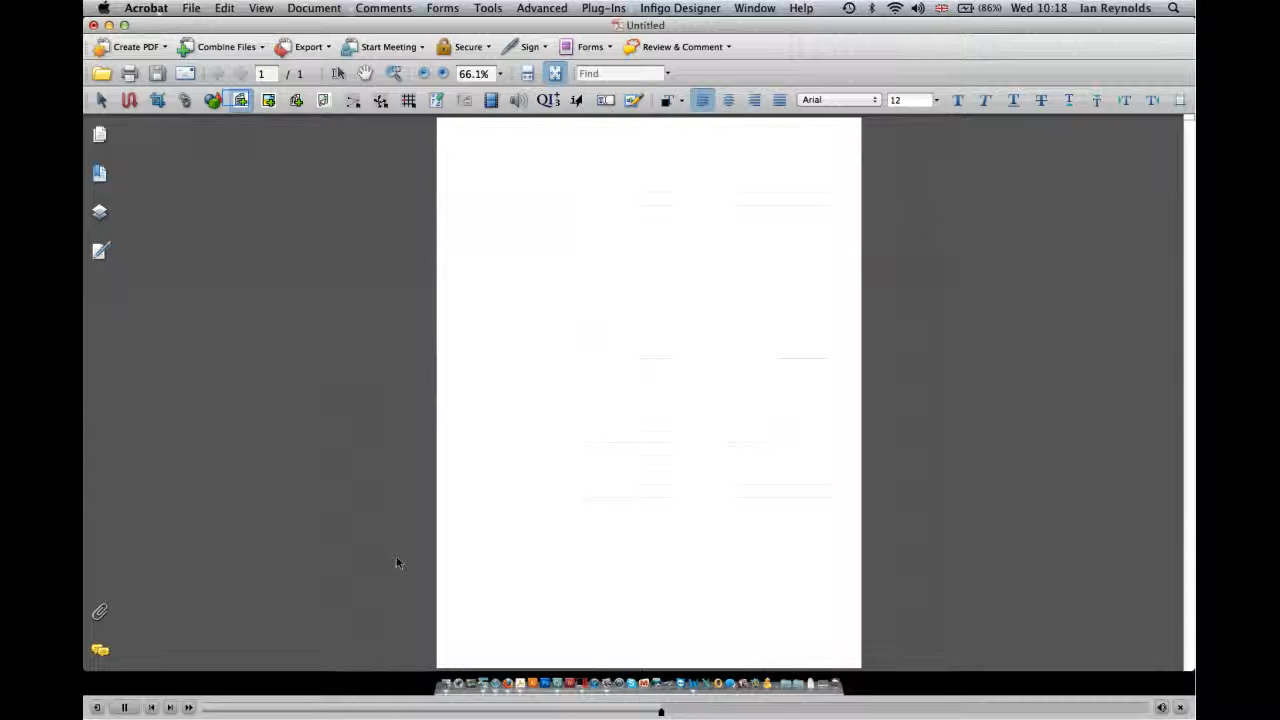 Acrobat File Edit View Document Comments Forms Tools Advanced Plug-Ins Infigo Designer Window Help (86%) Wed 10:18 Ian Reynolds
Untitled
Create PDF Combine Files Export Start Meeting Secure Sign Forms Review & Comment
1 / 1 66.1% Find
Arial 12